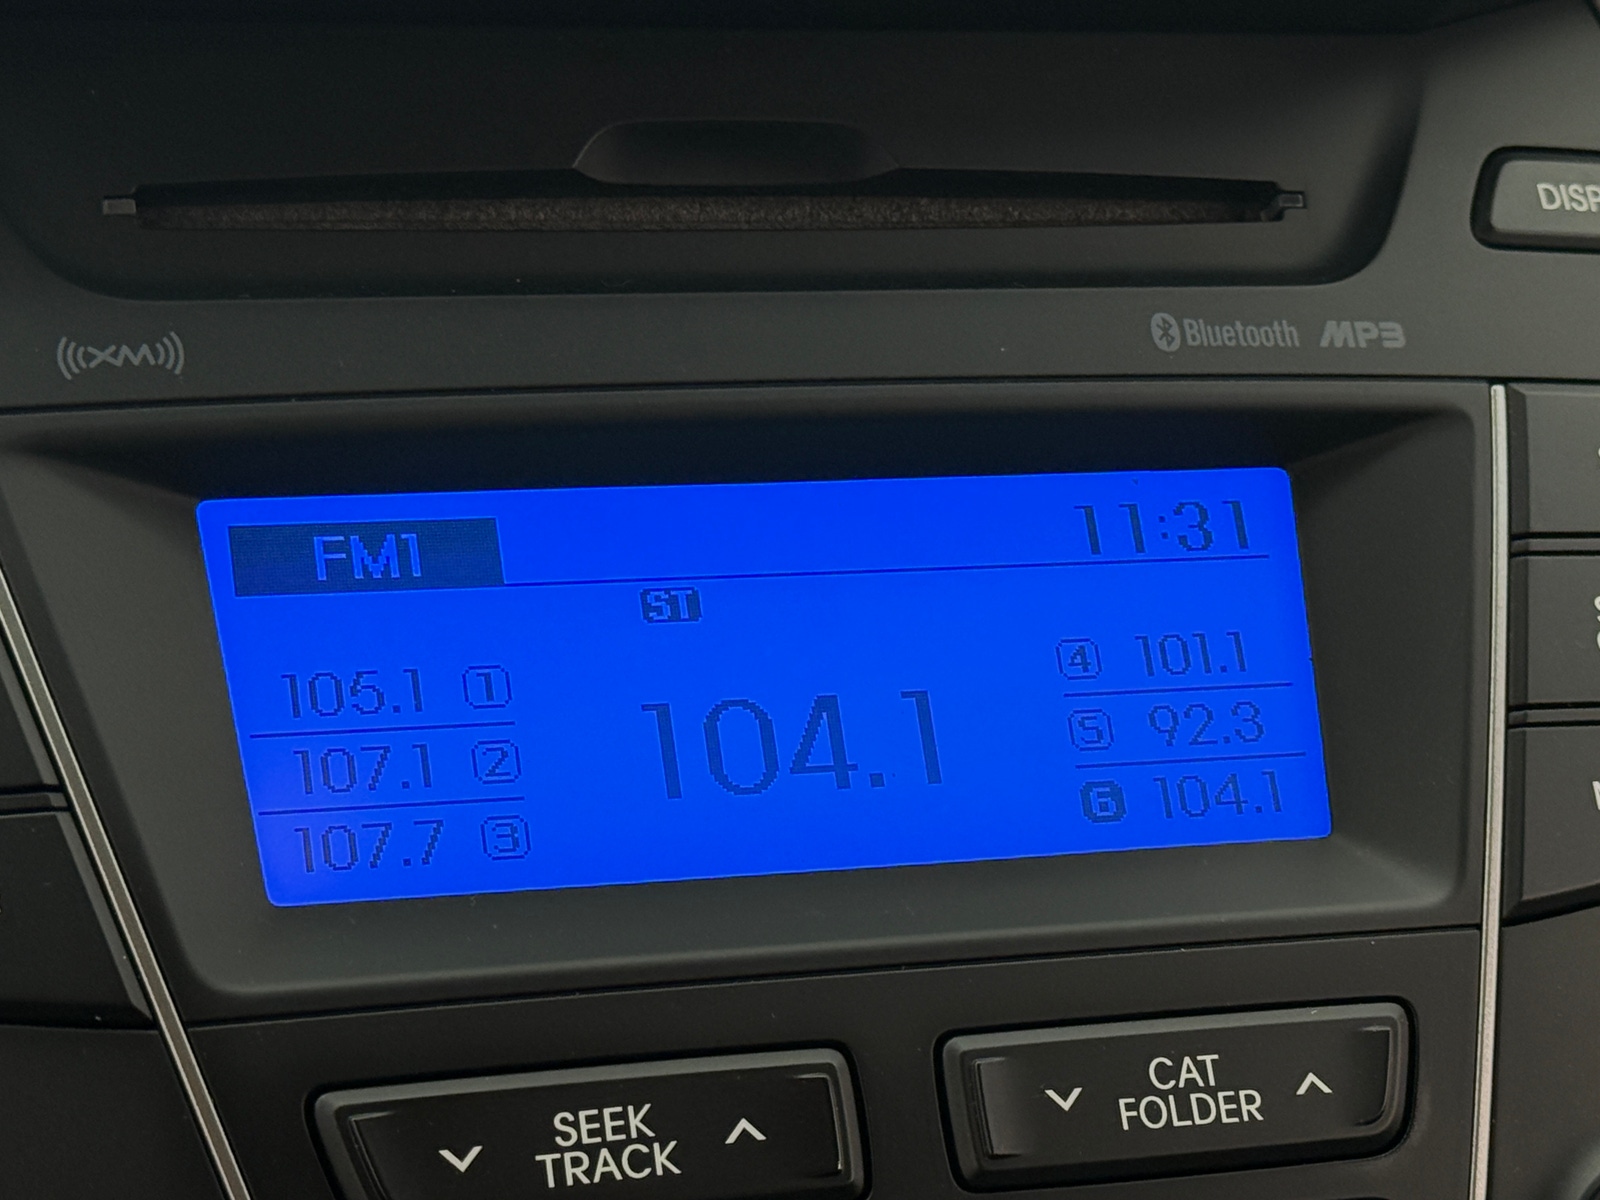 DISP
((XM))
Bluetooth MP3
FM1 11:31
ST
105.1 1
107.1 2
107.7 3
104.1
4 101.1
5 92.3
6 104.1
SEEK
TRACK
CAT
FOLDER